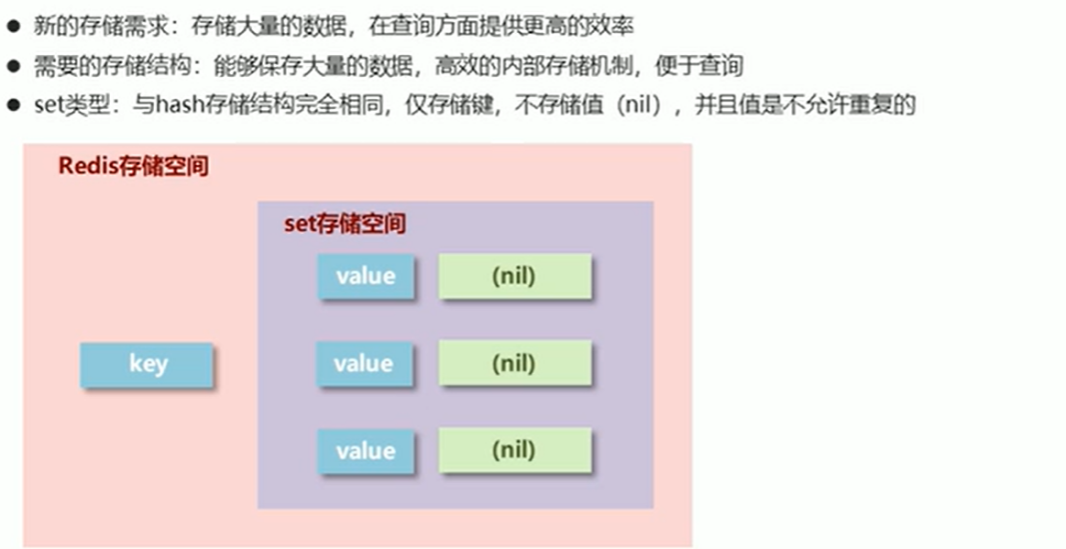 ● 新的存储需求：存储大量的数据，在查询方面提供更高的效率
● 需要的存储结构：能够保存大量的数据，高效的内部存储机制，便于查询
● set类型：与hash存储结构完全相同，仅存储键，不存储值（nil），并且值是不允许重复的
Redis存储空间
set存储空间
value (nil)
key value (nil)
value (nil)